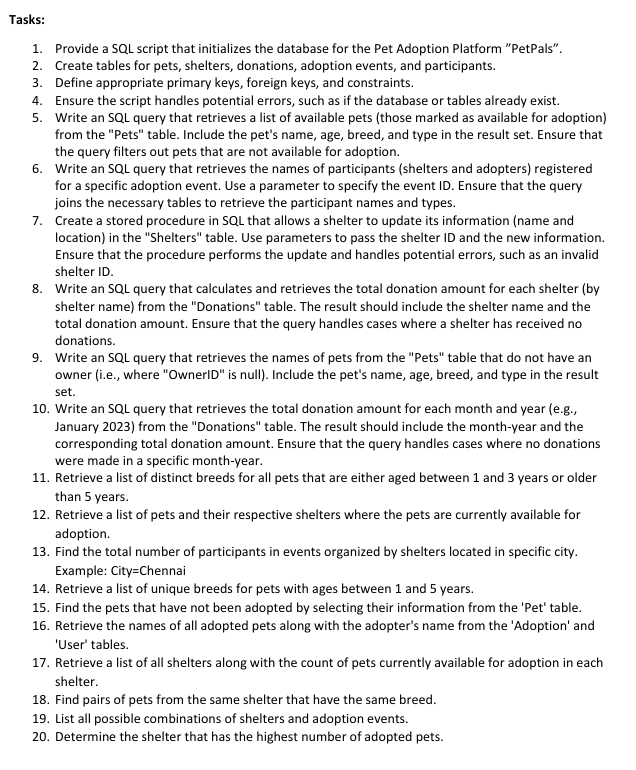 Tasks:
1. Provide a SQL script that initializes the database for the Pet Adoption Platform ”PetPals”.
2. Create tables for pets, shelters, donations, adoption events, and participants.
3. Define appropriate primary keys, foreign keys, and constraints.
4. Ensure the script handles potential errors, such as if the database or tables already exist.
5. Write an SQL query that retrieves a list of available pets (those marked as available for adoption)
from the "Pets" table. Include the pet's name, age, breed, and type in the result set. Ensure that
the query filters out pets that are not available for adoption.
6. Write an SQL query that retrieves the names of participants (shelters and adopters) registered
for a specific adoption event. Use a parameter to specify the event ID. Ensure that the query
joins the necessary tables to retrieve the participant names and types.
7. Create a stored procedure in SQL that allows a shelter to update its information (name and
location) in the "Shelters" table. Use parameters to pass the shelter ID and the new information.
Ensure that the procedure performs the update and handles potential errors, such as an invalid
shelter ID.
8. Write an SQL query that calculates and retrieves the total donation amount for each shelter (by
shelter name) from the "Donations" table. The result should include the shelter name and the
total donation amount. Ensure that the query handles cases where a shelter has received no
donations.
9. Write an SQL query that retrieves the names of pets from the "Pets" table that do not have an
owner (i.e., where "OwnerID" is null). Include the pet's name, age, breed, and type in the result
set.
10. Write an SQL query that retrieves the total donation amount for each month and year (e.g.,
January 2023) from the "Donations" table. The result should include the month-year and the
corresponding total donation amount. Ensure that the query handles cases where no donations
were made in a specific month-year.
11. Retrieve a list of distinct breeds for all pets that are either aged between 1 and 3 years or older
than 5 years.
12. Retrieve a list of pets and their respective shelters where the pets are currently available for
adoption.
13. Find the total number of participants in events organized by shelters located in specific city.
Example: City=Chennai
14. Retrieve a list of unique breeds for pets with ages between 1 and 5 years.
15. Find the pets that have not been adopted by selecting their information from the 'Pet' table.
16. Retrieve the names of all adopted pets along with the adopter's name from the 'Adoption' and
'User' tables.
17. Retrieve a list of all shelters along with the count of pets currently available for adoption in each
shelter.
18. Find pairs of pets from the same shelter that have the same breed.
19. List all possible combinations of shelters and adoption events.
20. Determine the shelter that has the highest number of adopted pets.